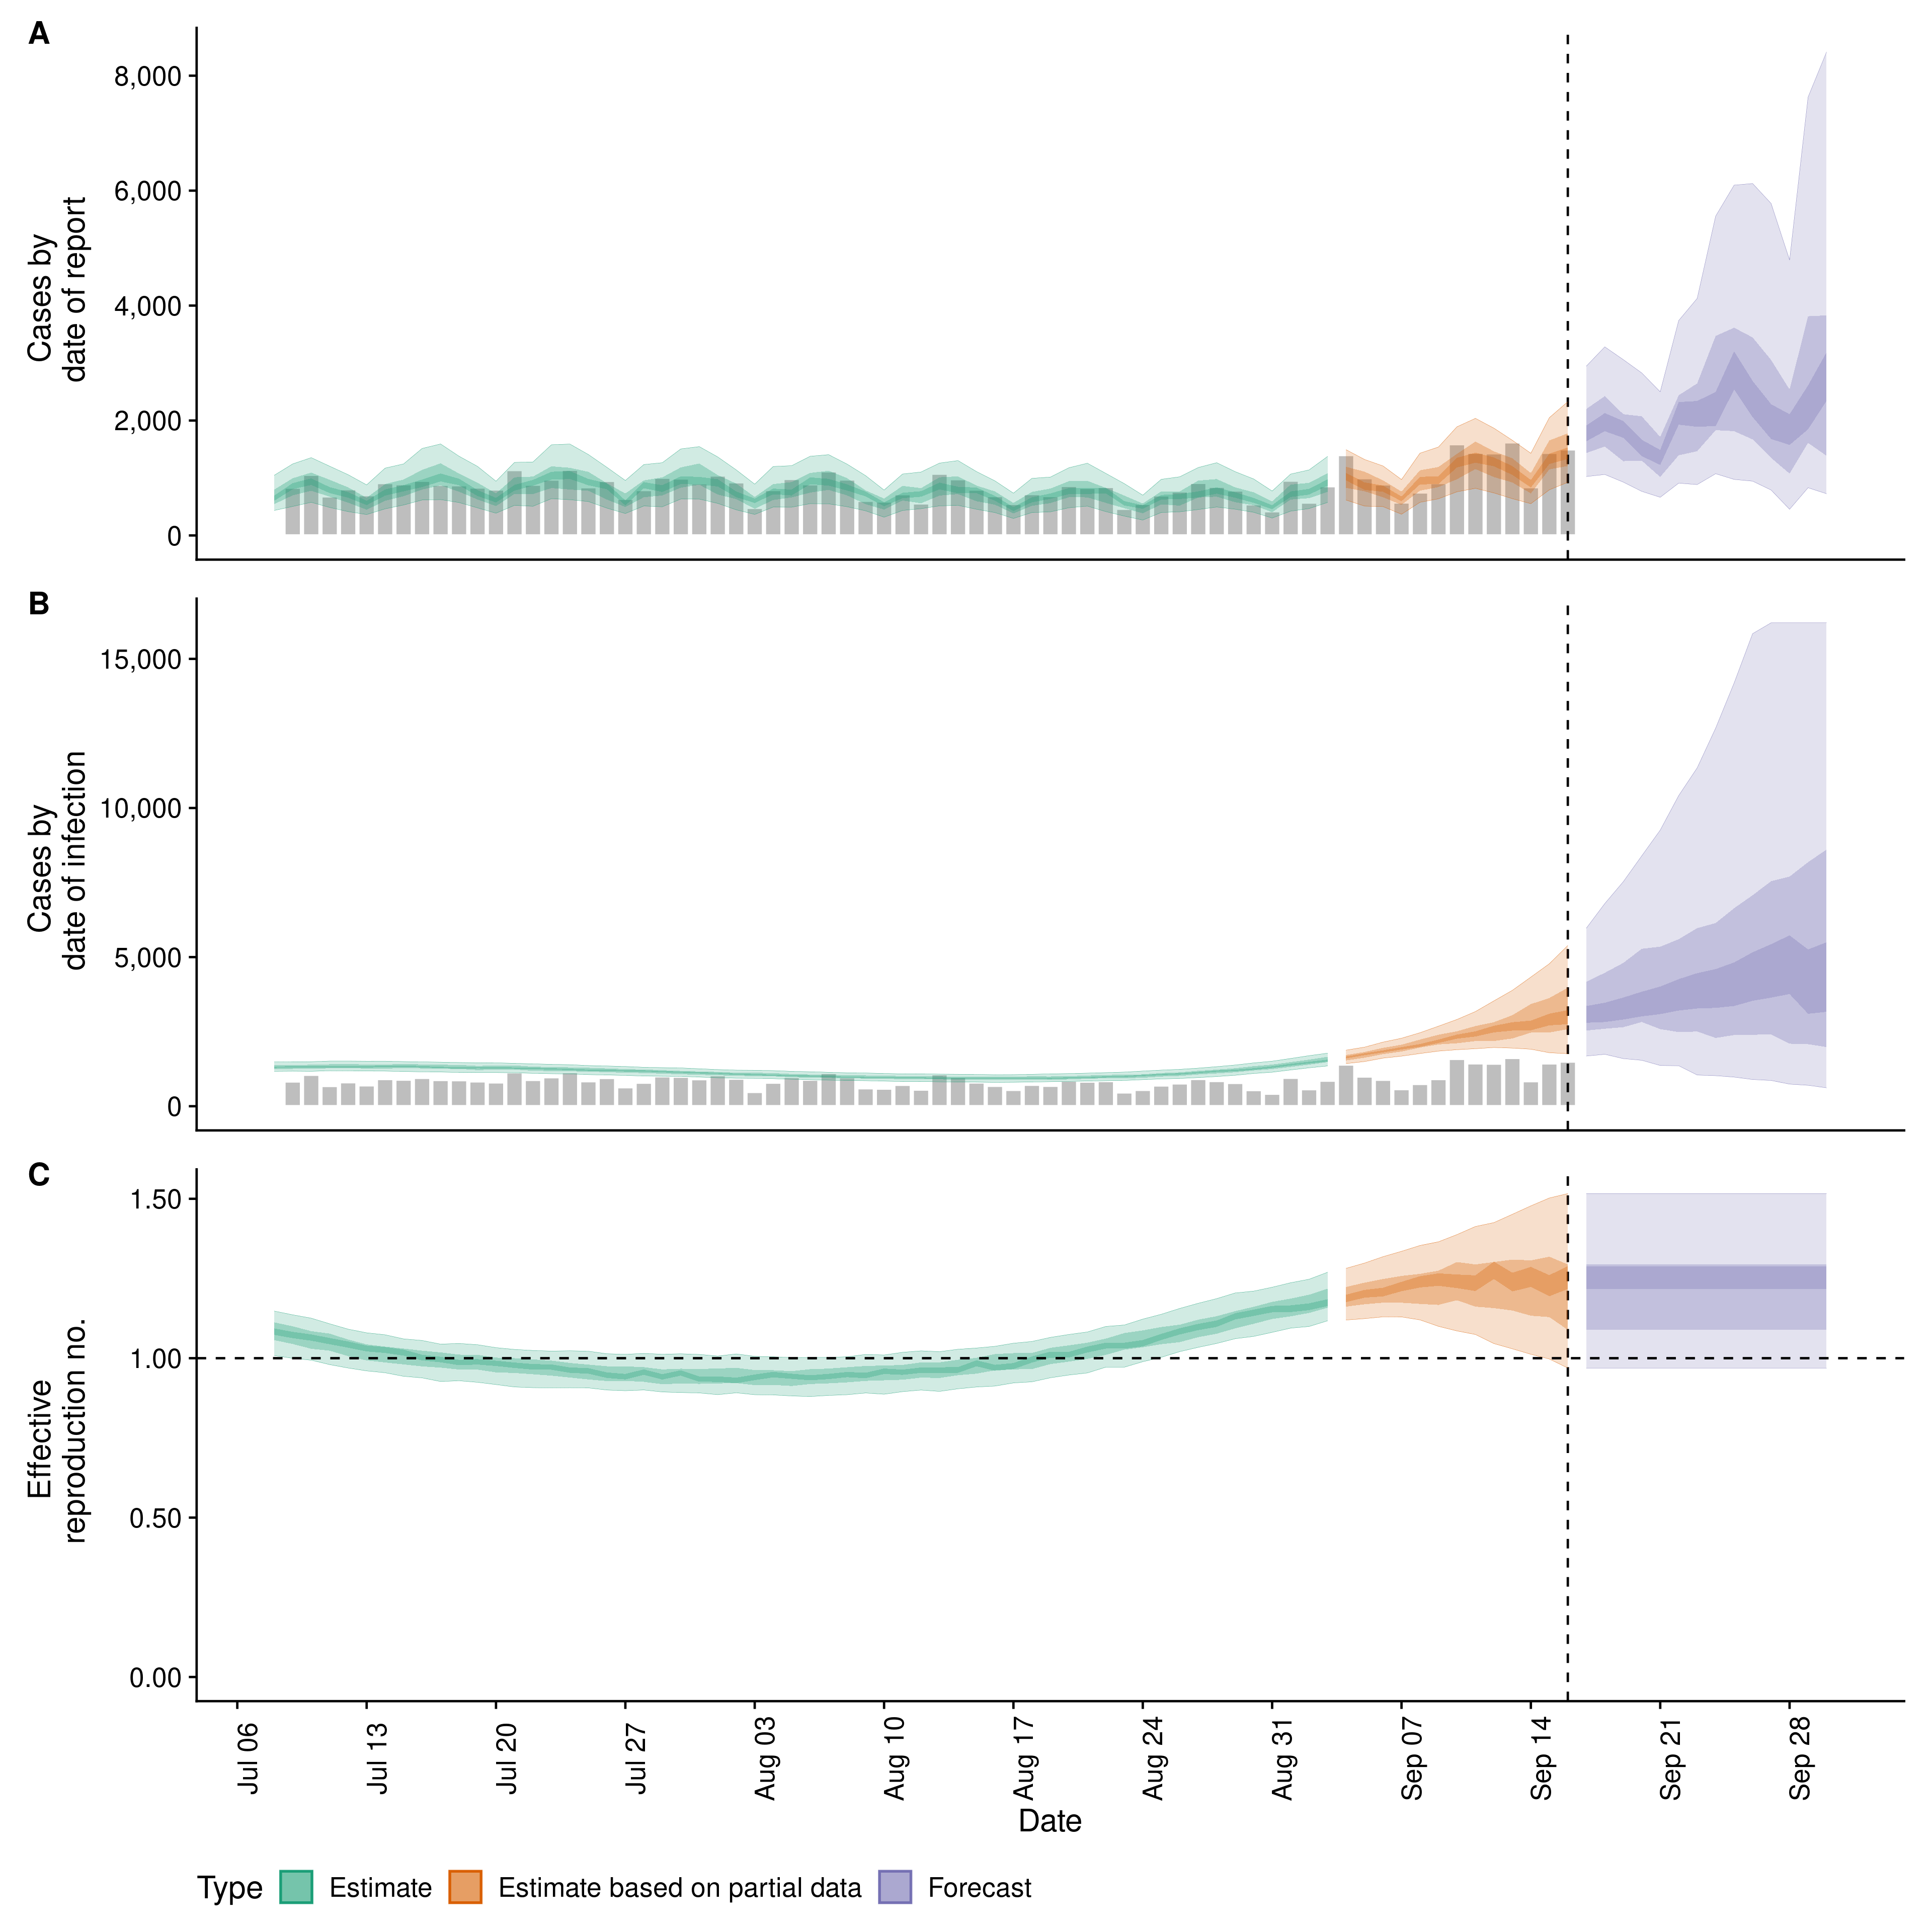 A
8,000
6,000
4,000
2,000
0
Cases by
date of report
B
15,000
10,000
5,000
0
Cases by
date of infection
C
1.50
1.00
0.50
0.00
Effective
reproduction no.
Jul 06
Jul 13
Jul 20
Jul 27
Aug 03
Aug 10
Aug 17
Aug 24
Aug 31
Sep 07
Sep 14
Sep 21
Sep 28
Date
Type Estimate Estimate based on partial data Forecast